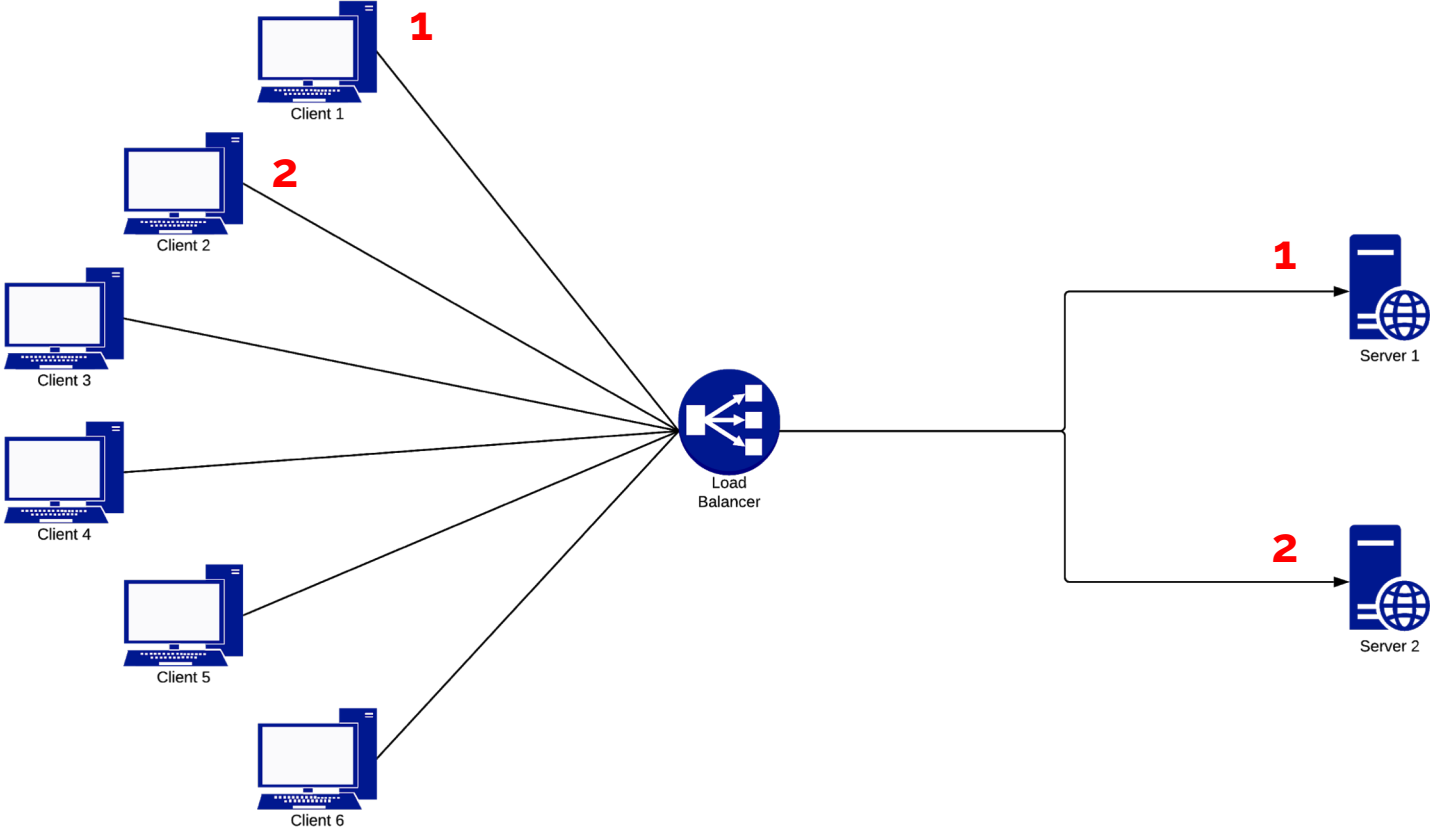 1
Client 1
2
Client 2
Client 3
Client 4
Client 5
Client 6
Load
Balancer
1
Server 1
2
Server 2